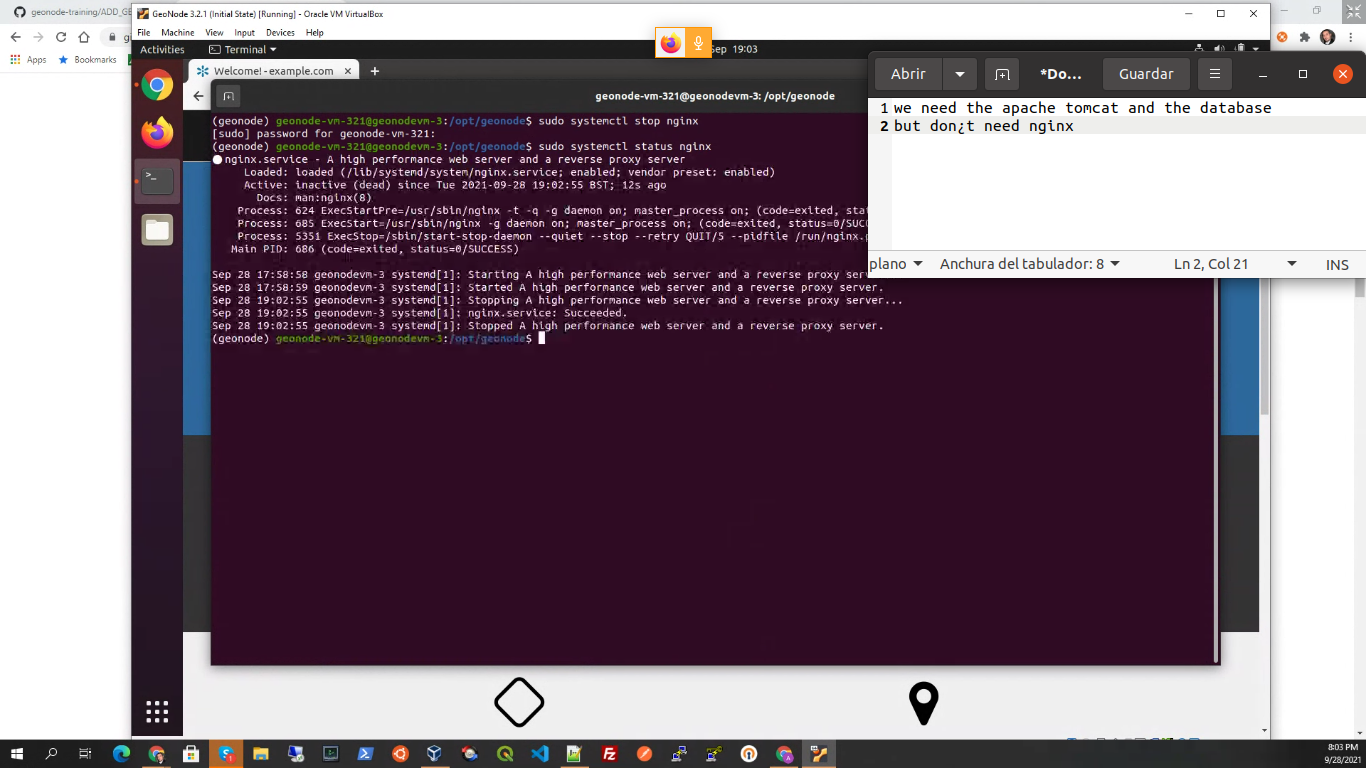 geonode-training/ADD_GE
GeoNode 3.2.1 (Initial State) [Running] - Oracle VM VirtualBox
File Machine View Input Devices Help
Activities Terminal Sep 19:03
Apps Bookmarks
Welcome! - example.com
geonode-vm-321@geonodevm-3: /opt/geonode
(geonode) geonode-vm-321@geonodevm-3:/opt/geonode$ sudo systemctl stop nginx
[sudo] password for geonode-vm-321:
(geonode) geonode-vm-321@geonodevm-3:/opt/geonode$ sudo systemctl status nginx
nginx.service - A high performance web server and a reverse proxy server
Loaded: loaded (/lib/systemd/system/nginx.service; enabled; vendor preset: enabled)
Active: inactive (dead) since Tue 2021-09-28 19:02:55 BST; 12s ago
Docs: man:nginx(8)
Process: 624 ExecStartPre=/usr/sbin/nginx -t -q -g daemon on; master_process on; (code=exited, stat
Process: 685 ExecStart=/usr/sbin/nginx -g daemon on; master_process on; (code=exited, status=0/SUCC
Process: 5351 ExecStop=/sbin/start-stop-daemon --quiet --stop --retry QUIT/5 --pidfile /run/nginx.p
Main PID: 686 (code=exited, status=0/SUCCESS)
Sep 28 17:58:58 geonodevm-3 systemd[1]: Starting A high performance web server and a reverse proxy serv
Sep 28 17:58:59 geonodevm-3 systemd[1]: Started A high performance web server and a reverse proxy server.
Sep 28 19:02:55 geonodevm-3 systemd[1]: Stopping A high performance web server and a reverse proxy server...
Sep 28 19:02:55 geonodevm-3 systemd[1]: nginx.service: Succeeded.
Sep 28 19:02:55 geonodevm-3 systemd[1]: Stopped A high performance web server and a reverse proxy server.
(geonode) geonode-vm-321@geonodevm-3:/opt/geonode$
Abrir *Do... Guardar
1 we need the apache tomcat and the database
2 but don¿t need nginx
plano Anchura del tabulador: 8 Ln 2, Col 21 INS
8:03 PM
9/28/2021